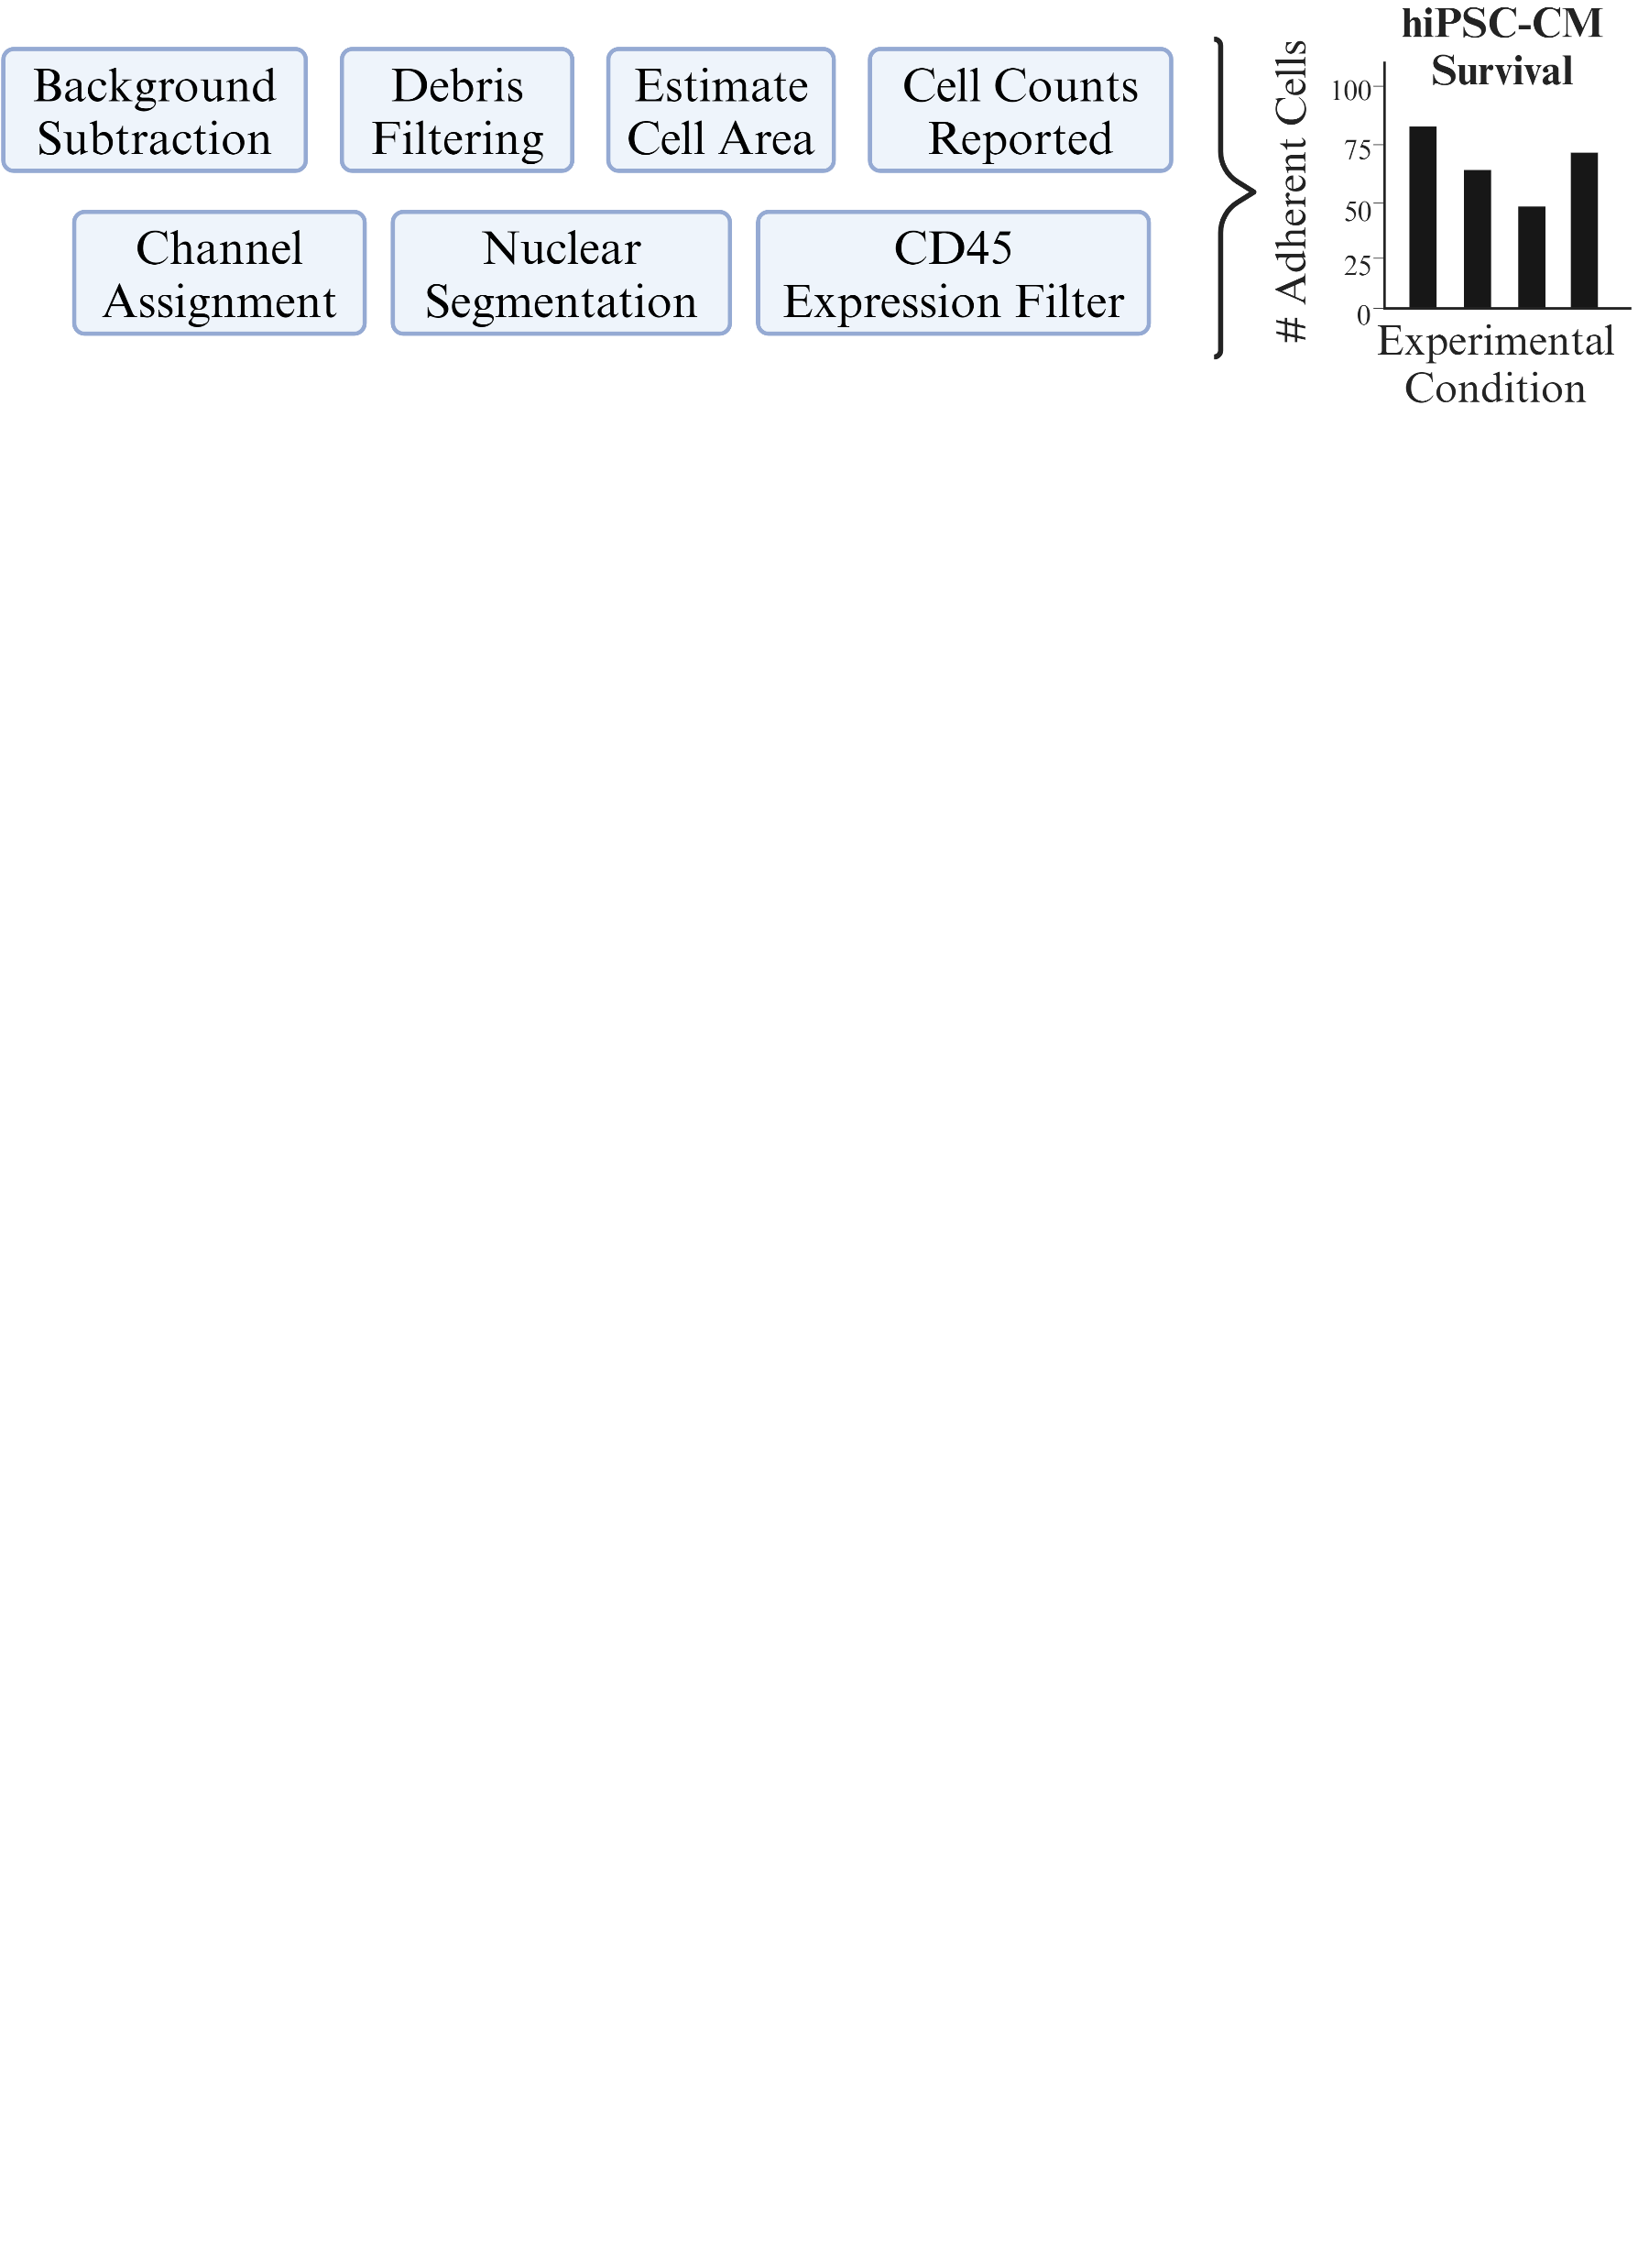 Background
Subtraction
Debris
Filtering
Estimate
Cell Area
Cell Counts
Reported
Channel
Assignment
Nuclear
Segmentation
CD45
Expression Filter
# Adherent Cells
hiPSC-CM
Survival
100
75
50
25
0
Experimental
Condition